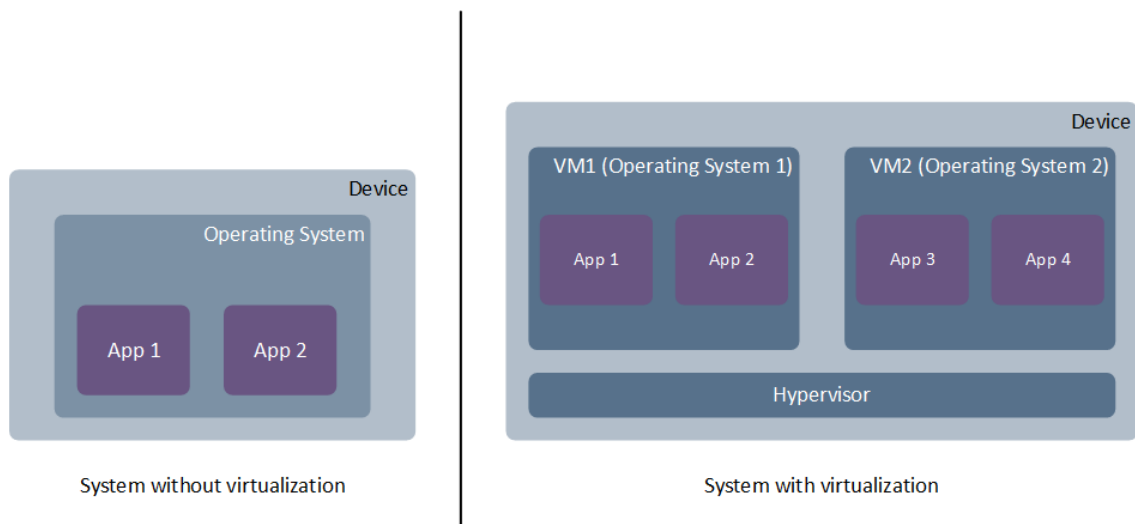 Device
Operating System
App 1
App 2
System without virtualization
Device
VM1 (Operating System 1)
App 1
App 2
VM2 (Operating System 2)
App 3
App 4
Hypervisor
System with virtualization